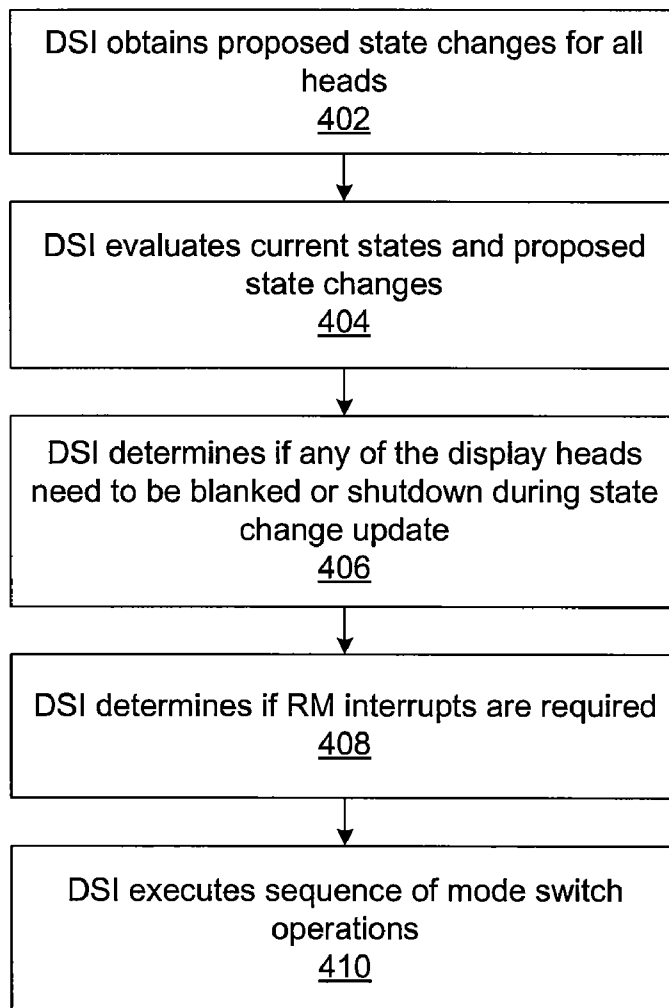 DSI obtains proposed state changes for all
heads
402
DSI evaluates current states and proposed
state changes
404
DSI determines if any of the display heads
need to be blanked or shutdown during state
change update
406
DSI determines if RM interrupts are required
408
DSI executes sequence of mode switch
operations
410